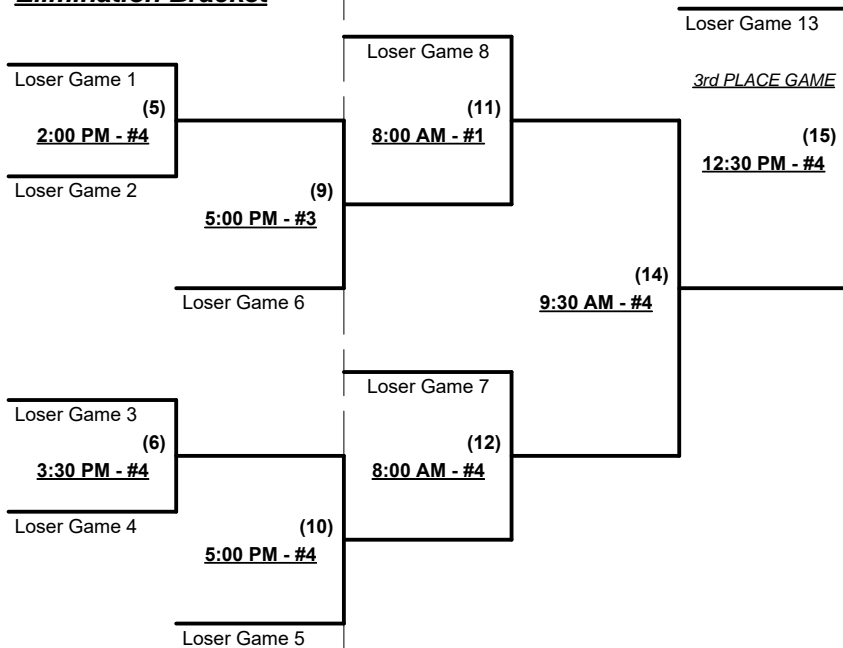 Loser Game 13
Loser Game 8
Loser Game 1
3rd PLACE GAME
(5)
(11)
(15)
2:00 PM - #4
8:00 AM - #1
12:30 PM - #4
Loser Game 2
(9)
5:00 PM - #3
(14)
Loser Game 6
9:30 AM - #4
Loser Game 7
Loser Game 3
(6)
(12)
3:30 PM - #4
8:00 AM - #4
Loser Game 4
(10)
5:00 PM - #4
Loser Game 5